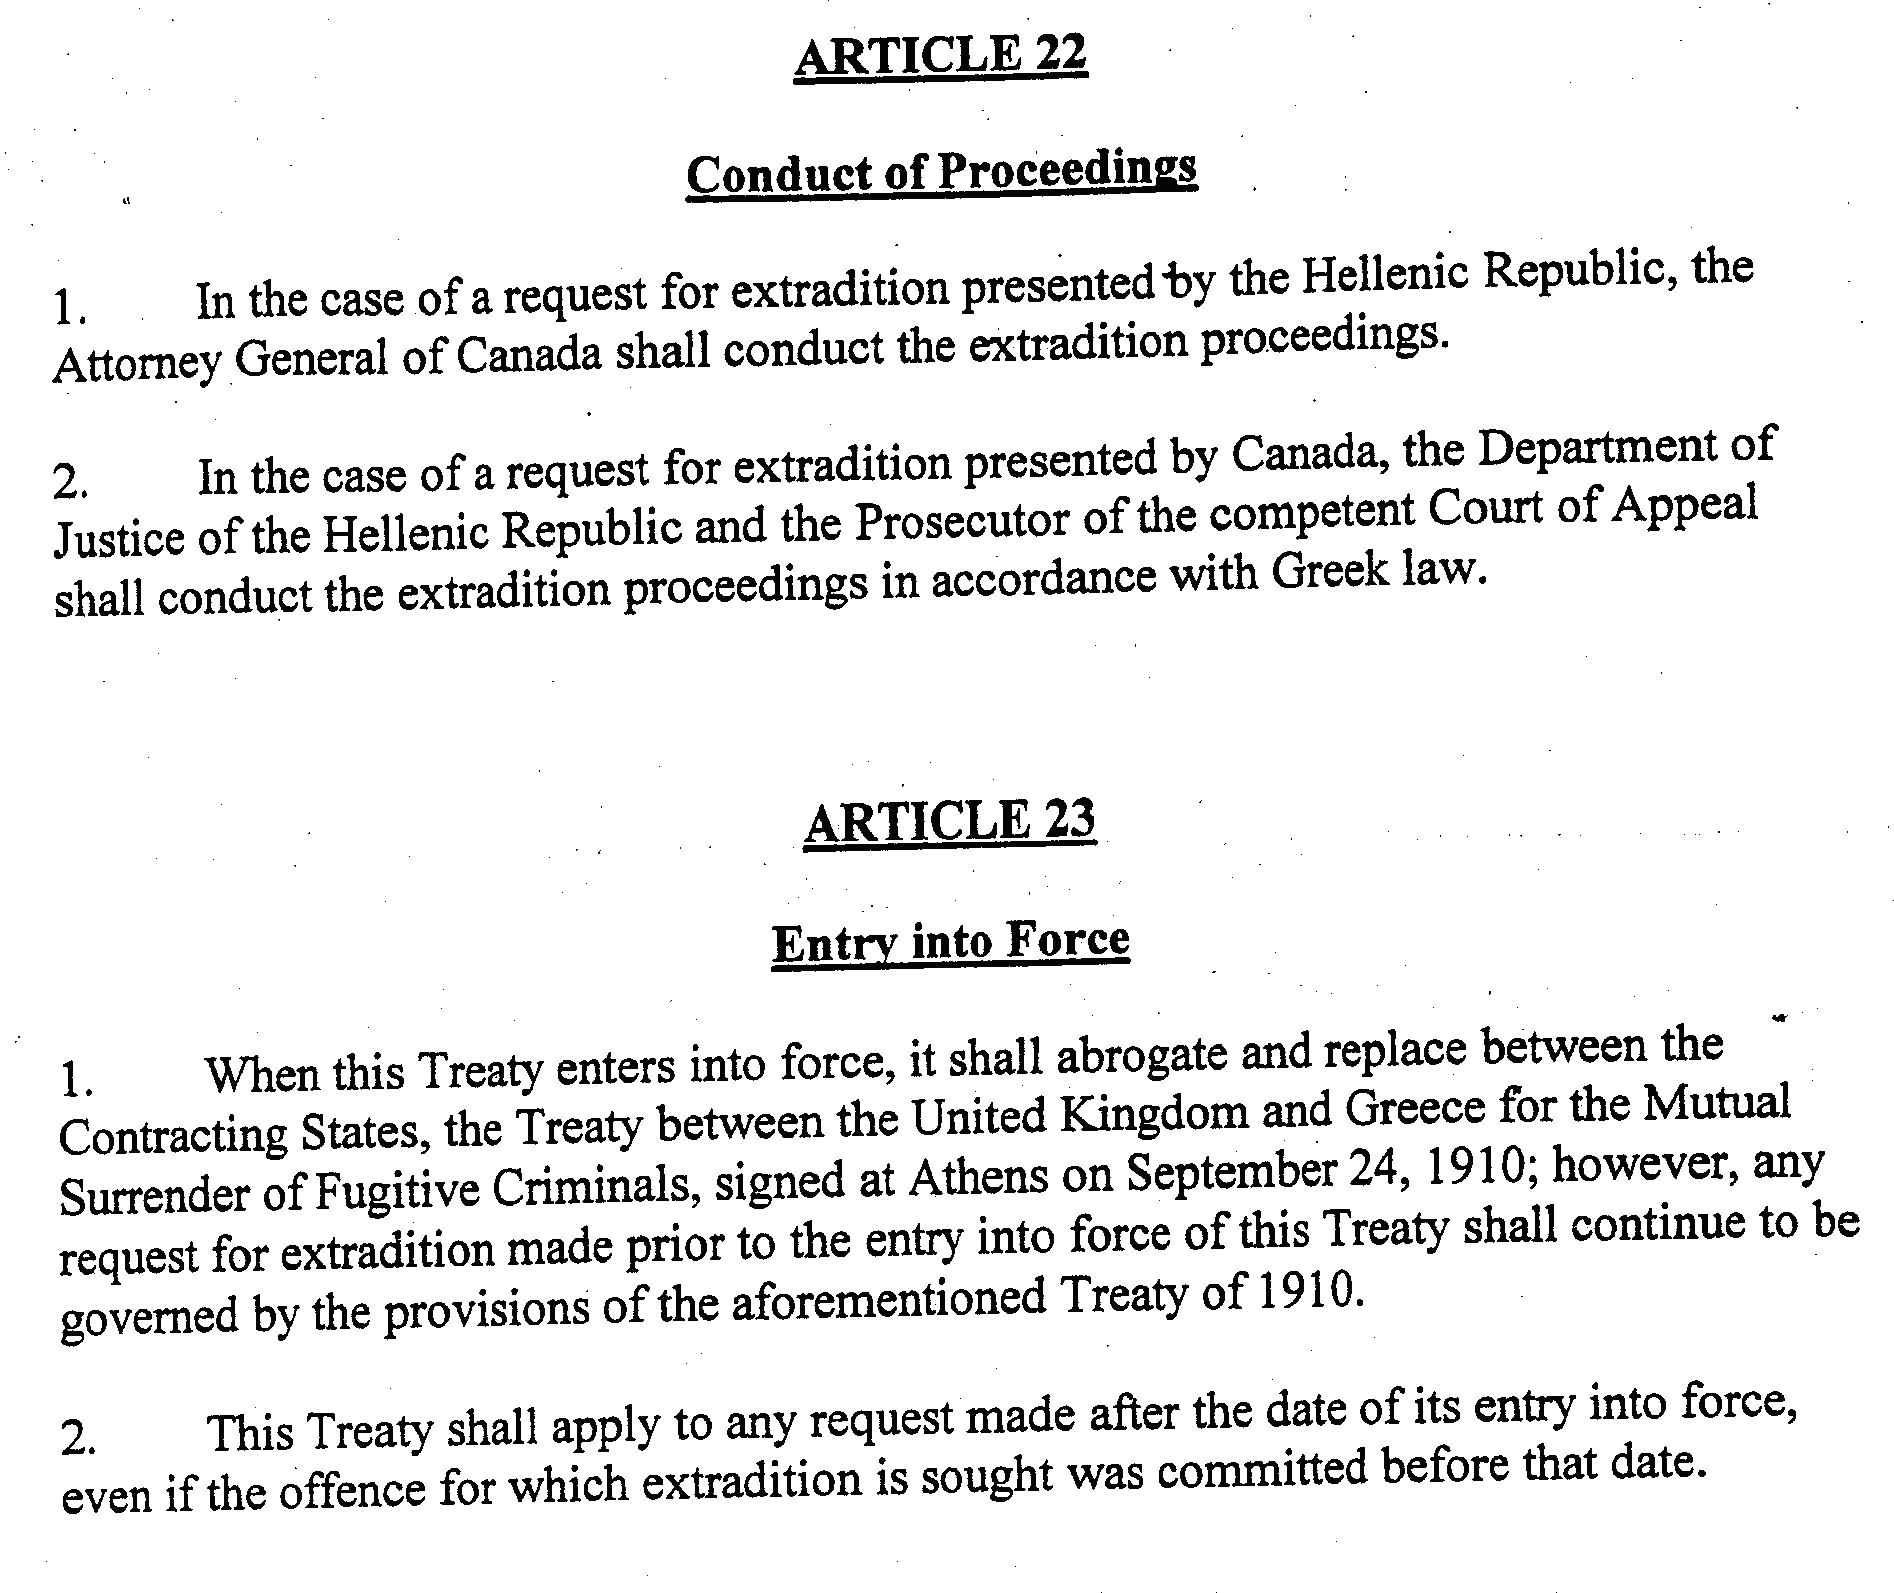 ARTICLE 22
Conduct of Proceedings
1. In the case of a request for extradition presented by the Hellenic Republic, the
Attorney General of Canada shall conduct the extradition proceedings.
2. In the case of a request for extradition presented by Canada, the Department of
Justice of the Hellenic Republic and the Prosecutor of the competent Court of Appeal
shall conduct the extradition proceedings in accordance with Greek law.
ARTICLE 23
Entry into Force
1. When this Treaty enters into force, it shall abrogate and replace between the
Contracting States, the Treaty between the United Kingdom and Greece for the Mutual
Surrender of Fugitive Criminals, signed at Athens on September 24, 1910; however, any
request for extradition made prior to the entry into force of this Treaty shall continue to be
governed by the provisions of the aforementioned Treaty of 1910.
2. This Treaty shall apply to any request made after the date of its entry into force,
even if the offence for which extradition is sought was committed before that date.